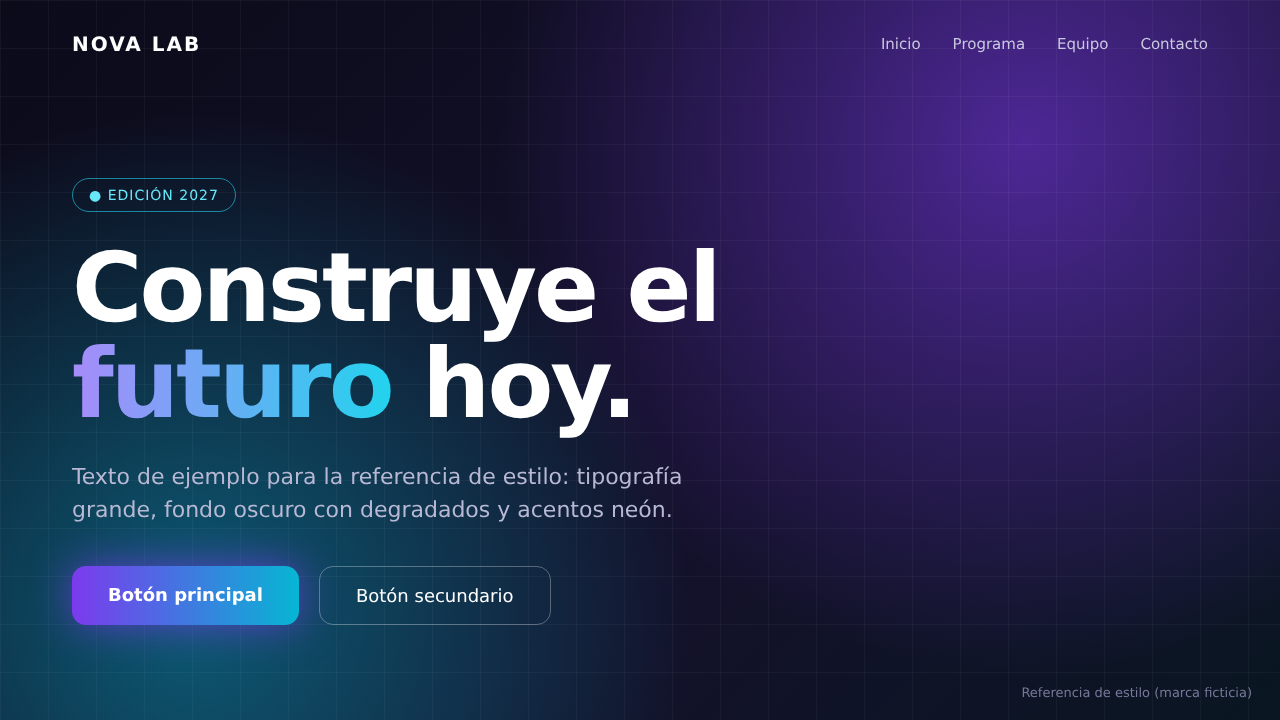 NOVA LAB
Inicio Programa Equipo Contacto
● EDICIÓN 2027
Construye el
futuro hoy.
Texto de ejemplo para la referencia de estilo: tipografía
grande, fondo oscuro con degradados y acentos neón.
Botón principal
Botón secundario
Referencia de estilo (marca ficticia)